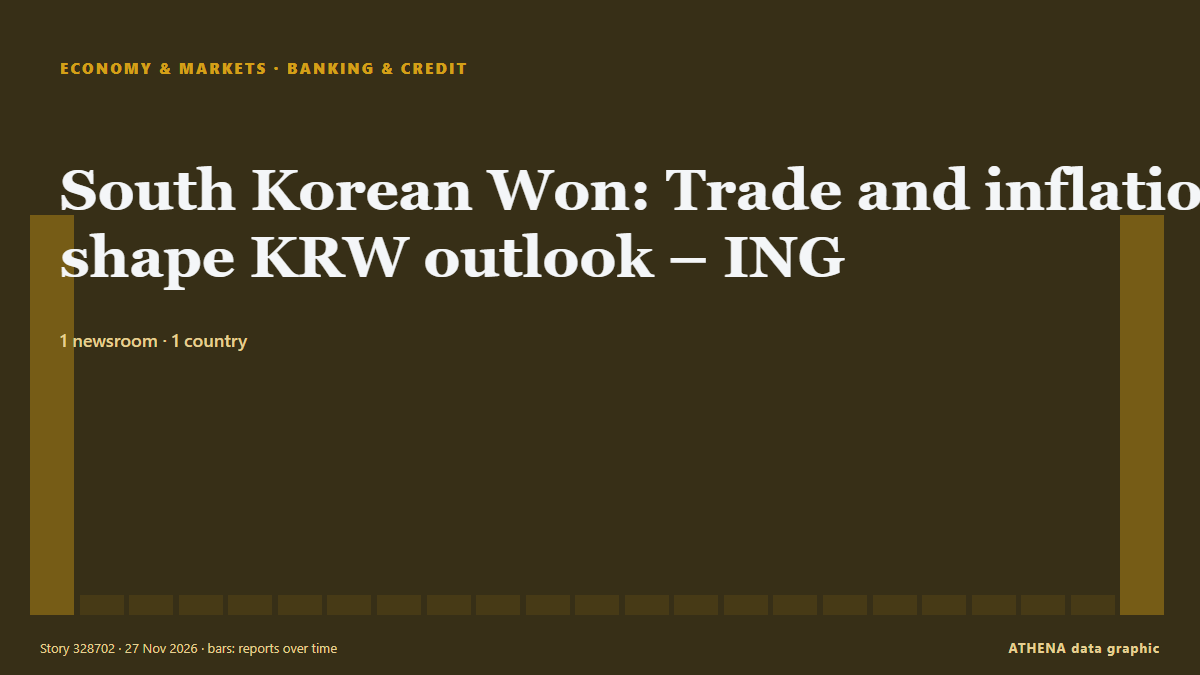 ECONOMY & MARKETS · BANKING & CREDIT
South Korean Won: Trade and inflatio
shape KRW outlook – ING
1 newsroom · 1 country
Story 328702 · 27 Nov 2026 · bars: reports over time
ATHENA data graphic